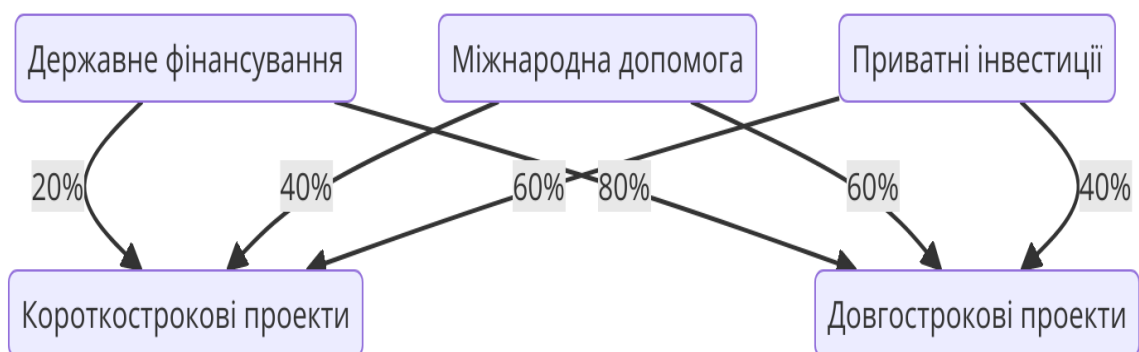 Державне фінансування
Міжнародна допомога
Приватні інвестиції
20%
40%
60%
80%
60%
40%
Короткострокові проекти
Довгострокові проекти